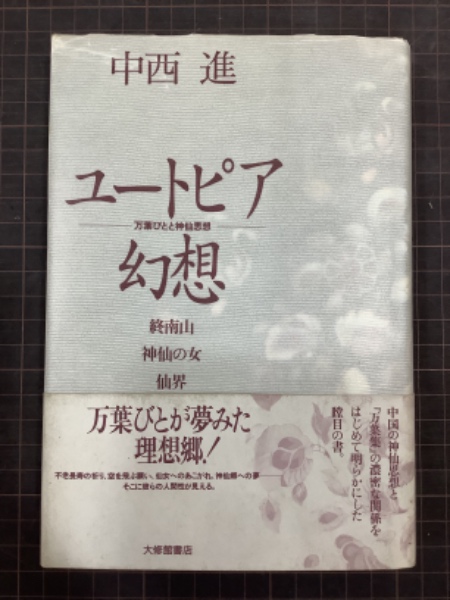 中西 進
ユートピア
万葉びとと神仙思想
幻想
終南山
神仙の女
仙界
万葉びとが夢みた
理想郷!
不老長寿の祈り、空を飛ぶ願い、仙女へのあこがれ、神仙郷への夢——
そこに彼らの人間性が見える。
中国の神仙思想と、
『万葉集』の濃密な関係を
はじめて明らかにした
瞠目の書。
大修館書店